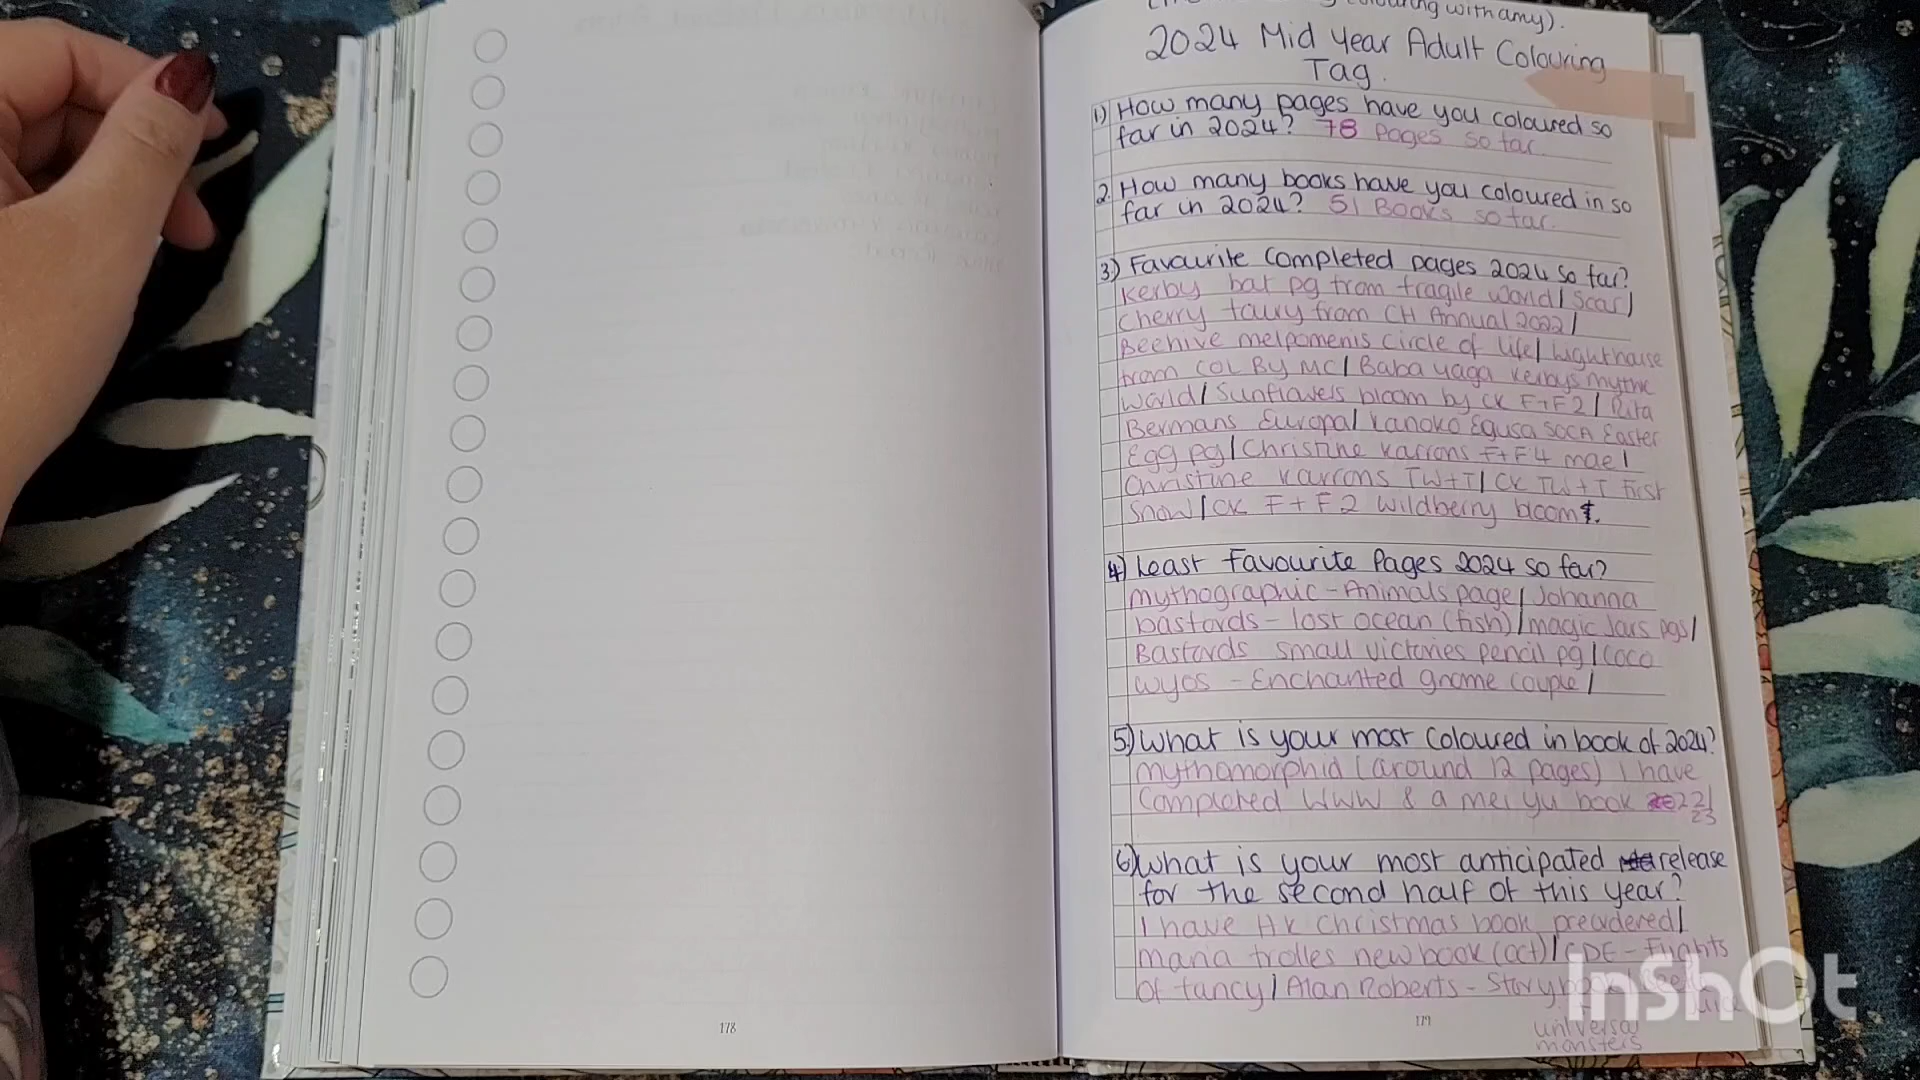 colouring with amy).
2024 Mid Year Adult Colouring
Tag.
1) How many pages have you coloured so
far in 2024? 78 Pages so far.
2. How many books have you coloured in so
far in 2024? 51 Books so far.
3) Favourite Completed pages 2024 so far?
Kerby bat pg from fragile world/ Scar/
Cherry fairy from CH Annual 2022/
Beehive melpomenis circle of life/ Lighthouse
from COL By MC/ Baba yaga Kerbys mythic
World/ Sunflowers bloom by CK F+F 2/ Rita
Bermans Europa/ Kanoko Egusa SOCA Easter
Egg pg/ Christine Karrons F+F 4 mae/
Christine Karrons TW+T/ CK TW+T First
Snow/ CK F+F 2 Wildberry bloom.
4) Least Favourite Pages 2024 so far?
mythographic - Animals page/ Johanna
bastards - lost ocean (fish)/ magic Jars pgs/
Bastards small victories pencil pg/ Coco
wyos - Enchanted gnome couple/
5.) What is your most coloured in book of 2024?
mythomorphia (around 12 pages) I have
Completed WWW & a mei yu book
6) What is your most anticipated release
for the second half of this year?
I have HK Christmas book preordered/
maria trolles new book (oct)/ CDE - Flights
Of fancy/ Alan Roberts -
universal
monsters
178
179
InShOt